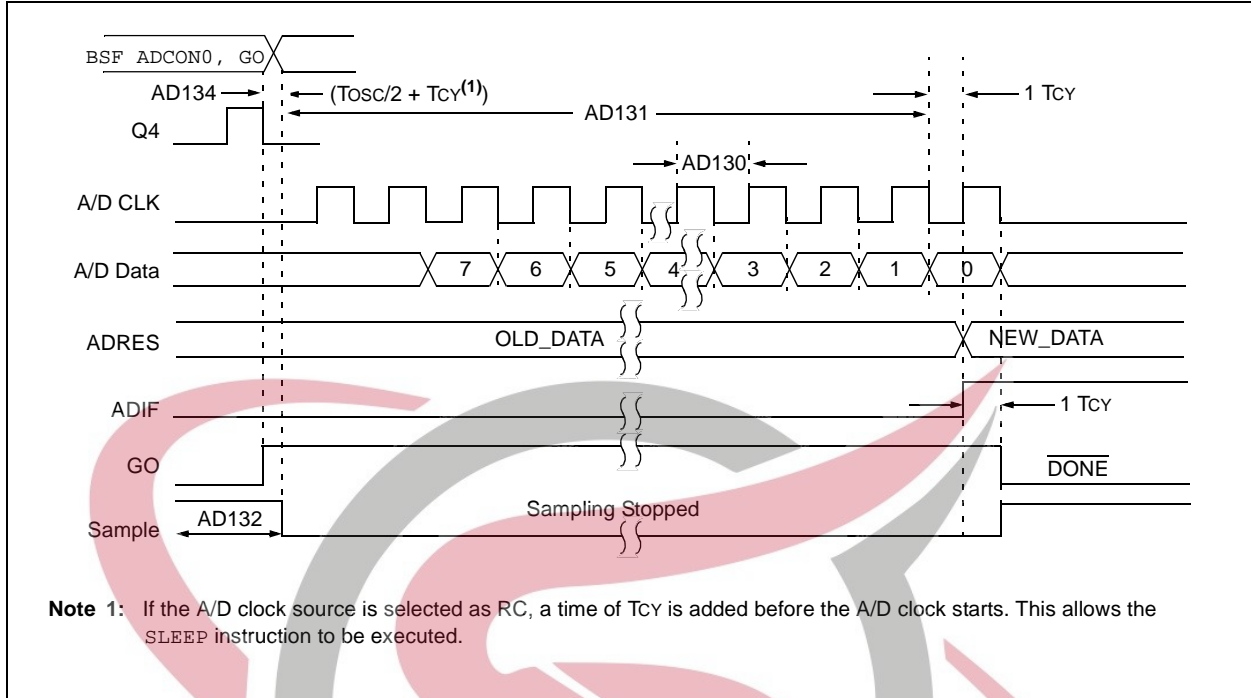 BSF ADCON0, GO
AD134
(TOSC/2 + TCY(1))
1 TCY
AD131
Q4
AD130
A/D CLK
A/D Data
7 6 5 4 3 2 1 0
ADRES
OLD_DATA
NEW_DATA
ADIF
1 TCY
GO
DONE
Sample
AD132
Sampling Stopped
Note 1: If the A/D clock source is selected as RC, a time of TCY is added before the A/D clock starts. This allows the
SLEEP instruction to be executed.